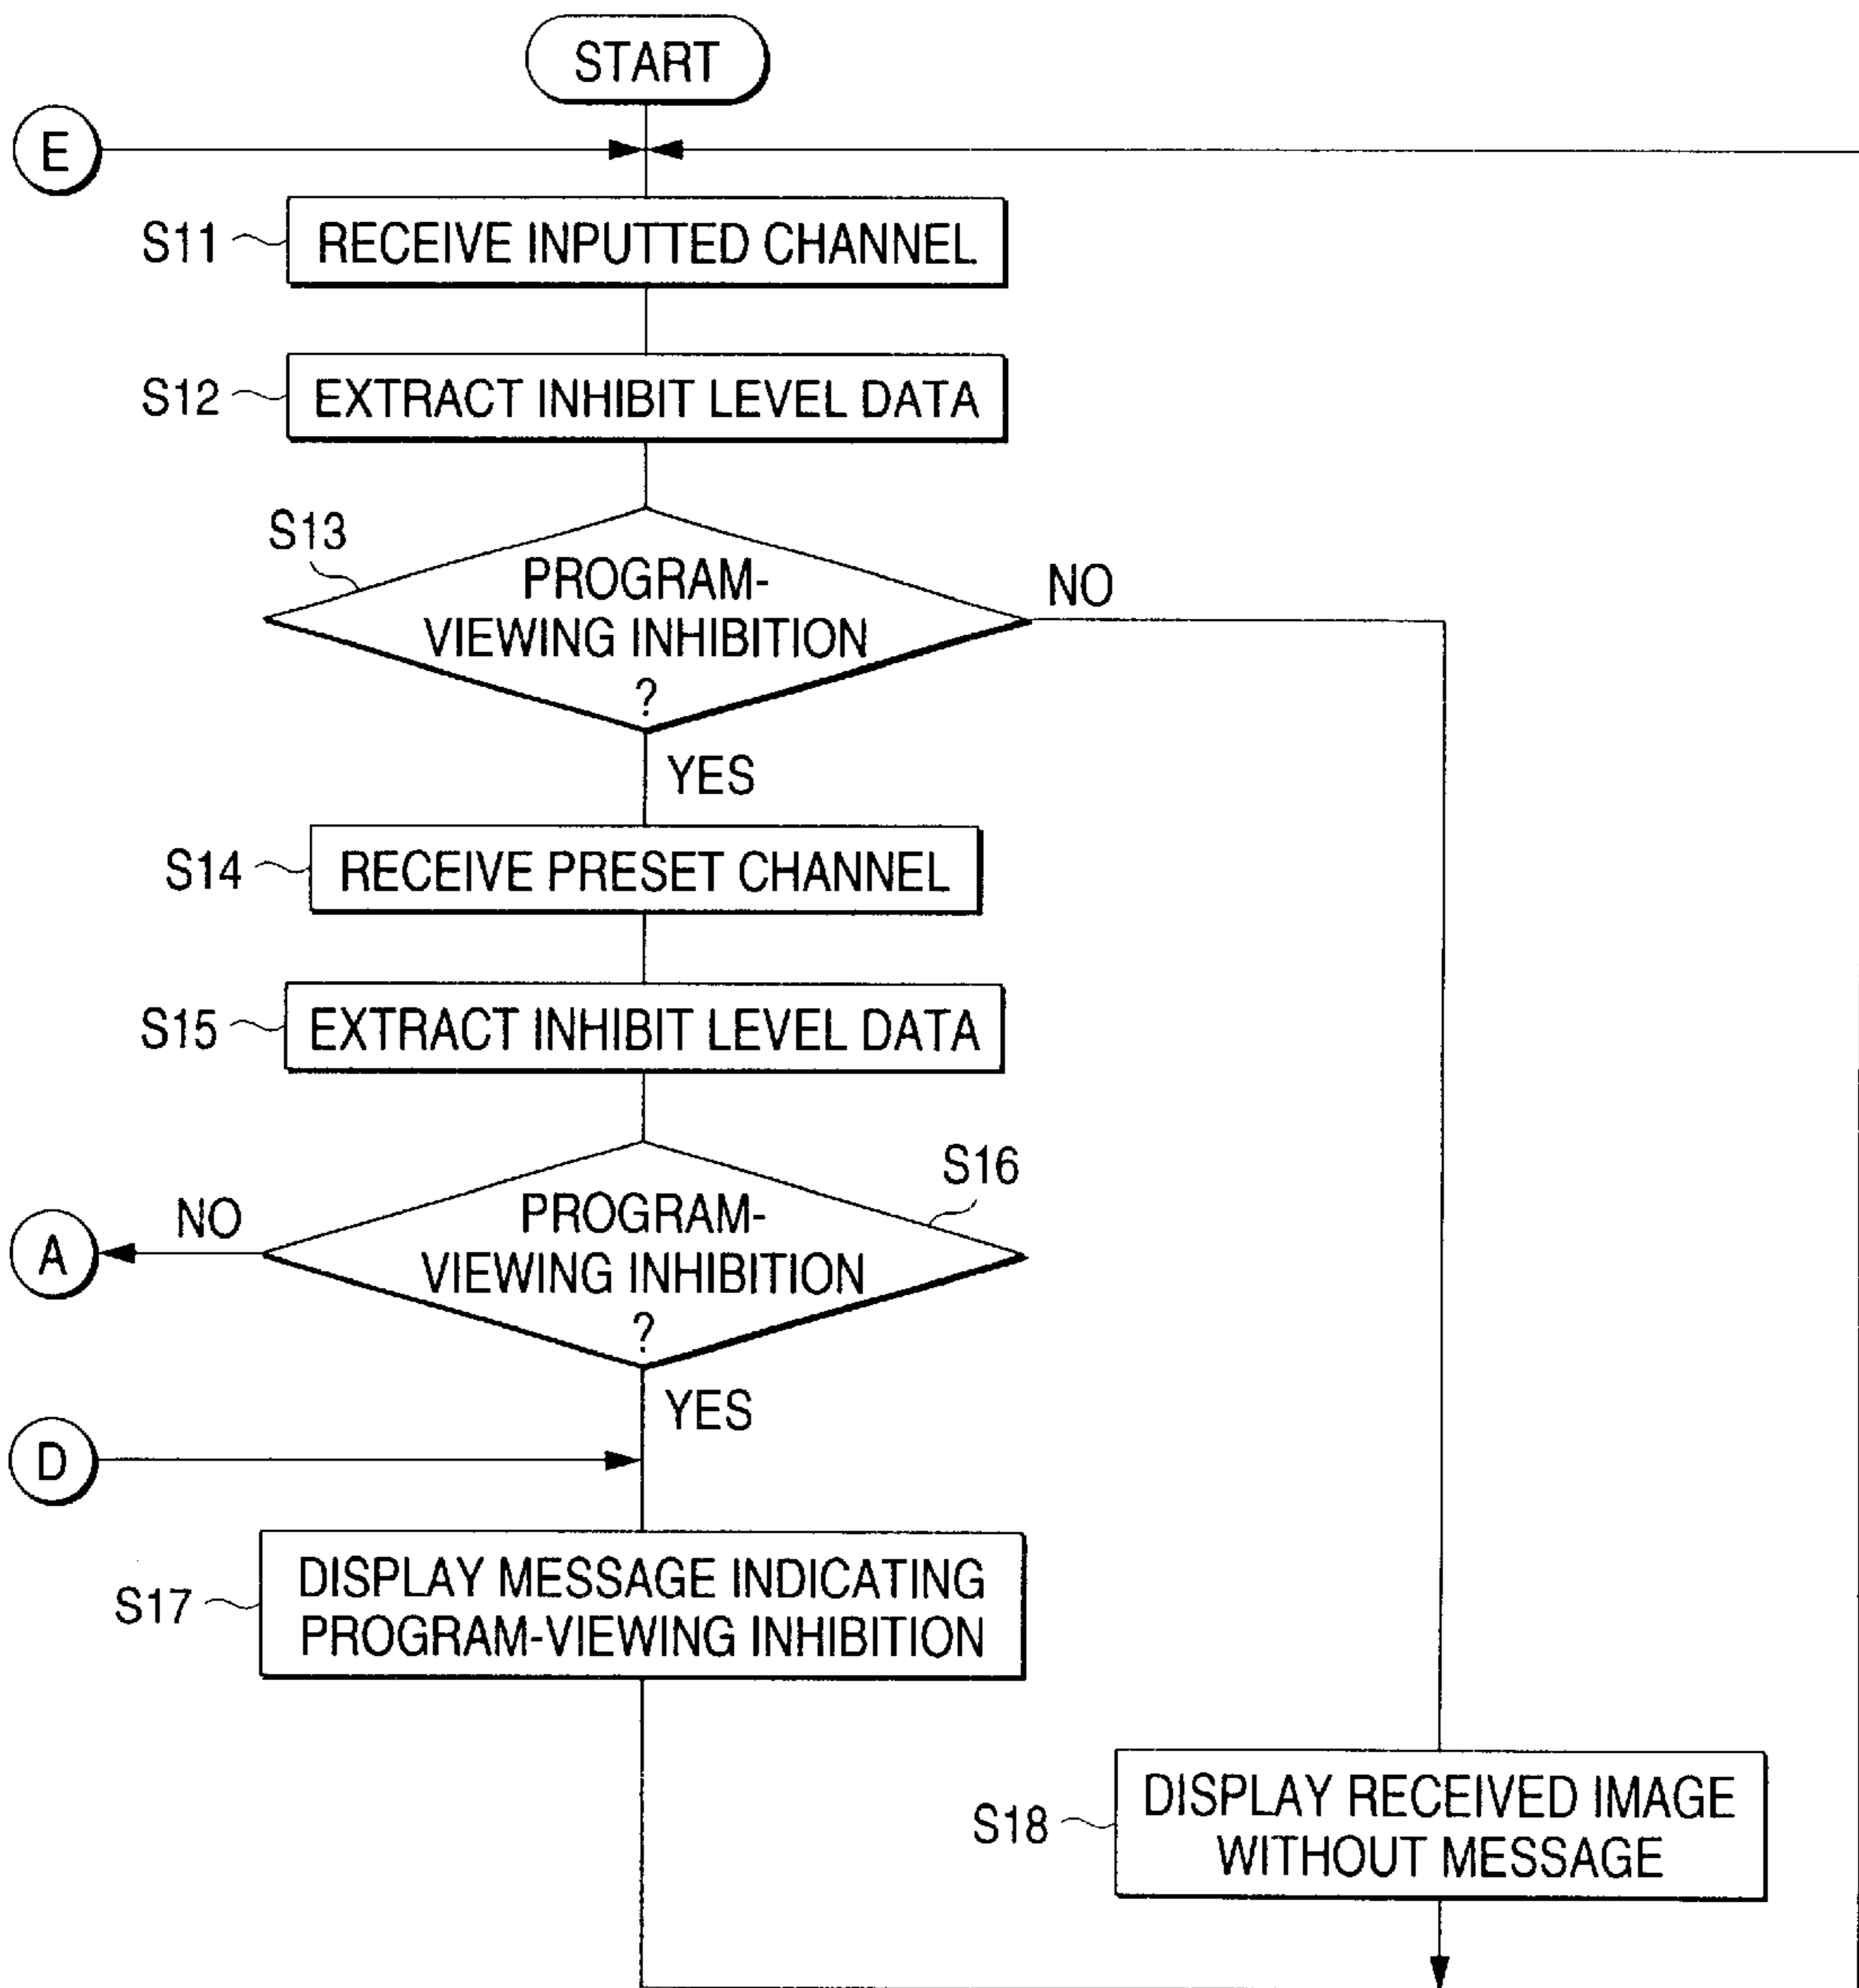 START
E
S11
RECEIVE INPUTTED CHANNEL
S12
EXTRACT INHIBIT LEVEL DATA
S13
PROGRAM-
VIEWING INHIBITION
?
NO
YES
S14
RECEIVE PRESET CHANNEL
S15
EXTRACT INHIBIT LEVEL DATA
S16
PROGRAM-
VIEWING INHIBITION
?
NO
A
YES
D
S17
DISPLAY MESSAGE INDICATING
PROGRAM-VIEWING INHIBITION
S18
DISPLAY RECEIVED IMAGE
WITHOUT MESSAGE